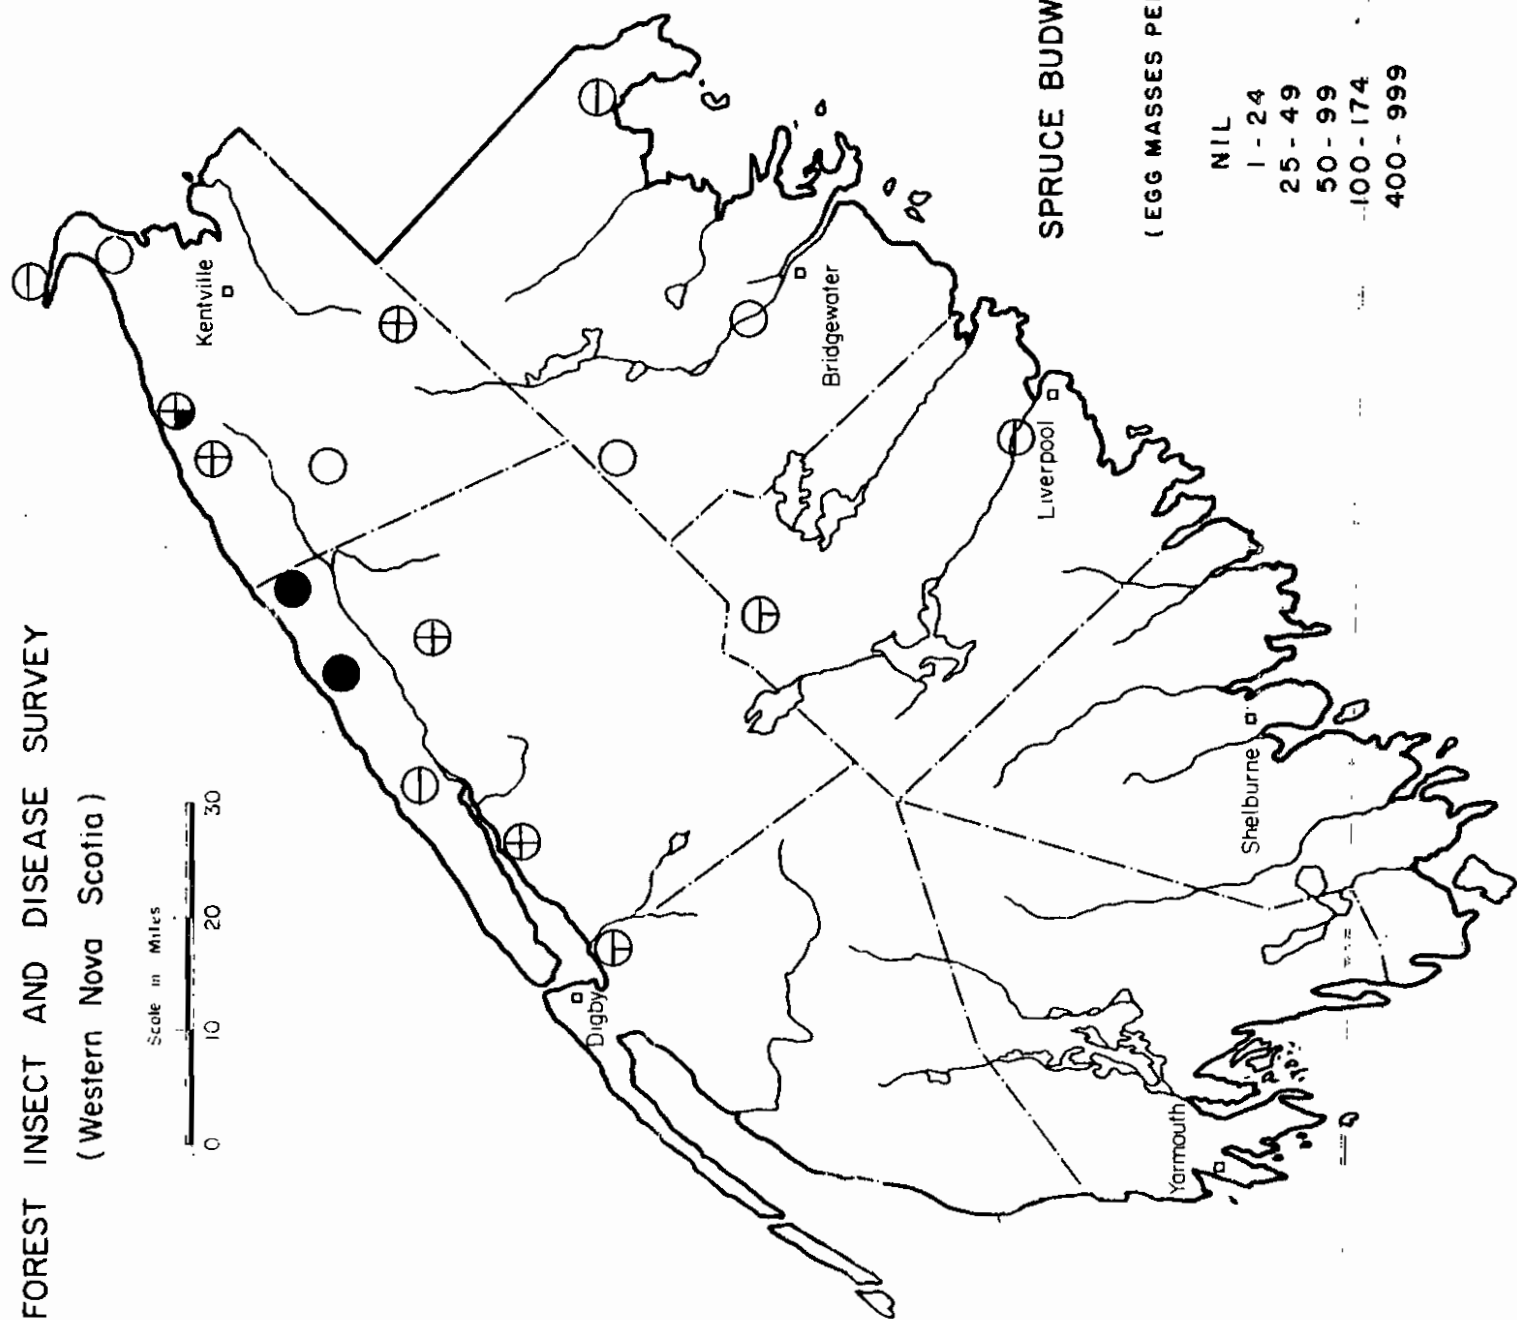 FOREST INSECT AND DISEASE SURVEY
(Western Nova Scotia)
Scale in Miles
0 10 20 30
Kentville
Bridgewater
Liverpool
Digby
Shelburne
Yarmouth
SPRUCE BUDW
(EGG MASSES PE
NIL
1-24
25-49
50-99
100-174
400-999